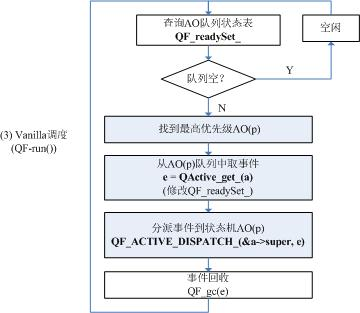 查询AO队列状态表
QF_readySet_
空闲
队列空?
Y
N
(3) Vanilla调度
(QF-run())
找到最高优先级AO(p)
从AO(p)队列中取事件
e = QActive_get_(a)
(修改QF_readySet_)
分派事件到状态机AO(p)
QF_ACTIVE_DISPATCH_(&a->super, e)
事件回收
QF_gc(e)